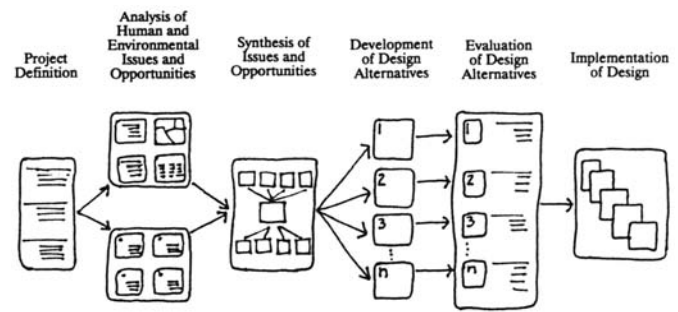 Project
Definition
Analysis of
Human and
Environmental
Issues and
Opportunities
Synthesis of
Issues and
Opportunities
Development
of Design
Alternatives
Evaluation
of Design
Alternatives
Implementation
of Design
1
2
3
n
1
2
3
n